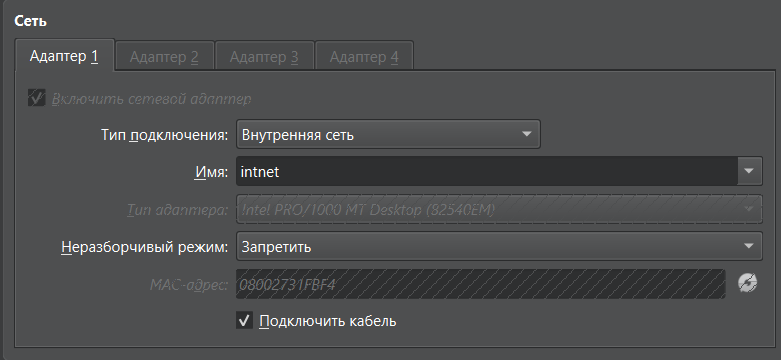 Сеть
Адаптер 1 Адаптер 2 Адаптер 3 Адаптер 4
Включить сетевой адаптер
Тип подключения: Внутренняя сеть
Имя: intnet
Тип адаптера: Intel PRO/1000 MT Desktop (82540EM)
Неразборчивый режим: Запретить
MAC-адрес: 08002731FBF4
Подключить кабель